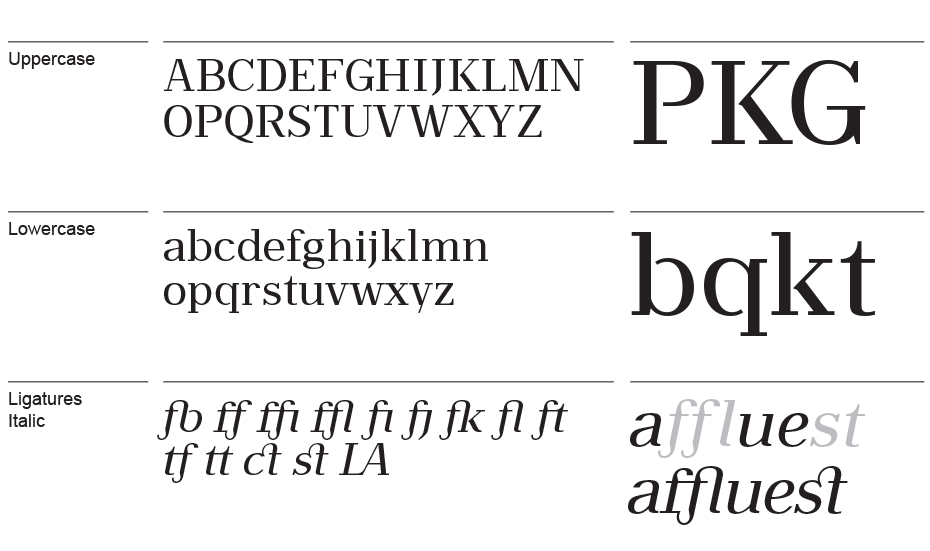 Uppercase
ABCDEFGHIJKLMN
OPQRSTUVWXYZ
PKG
Lowercase
abcdefghijklmn
opqrstuvwxyz
bqkt
Ligatures
Italic
fb ff ffi ffl fi fj fk fl ft
tf tt ct st LA
affluest
affluest